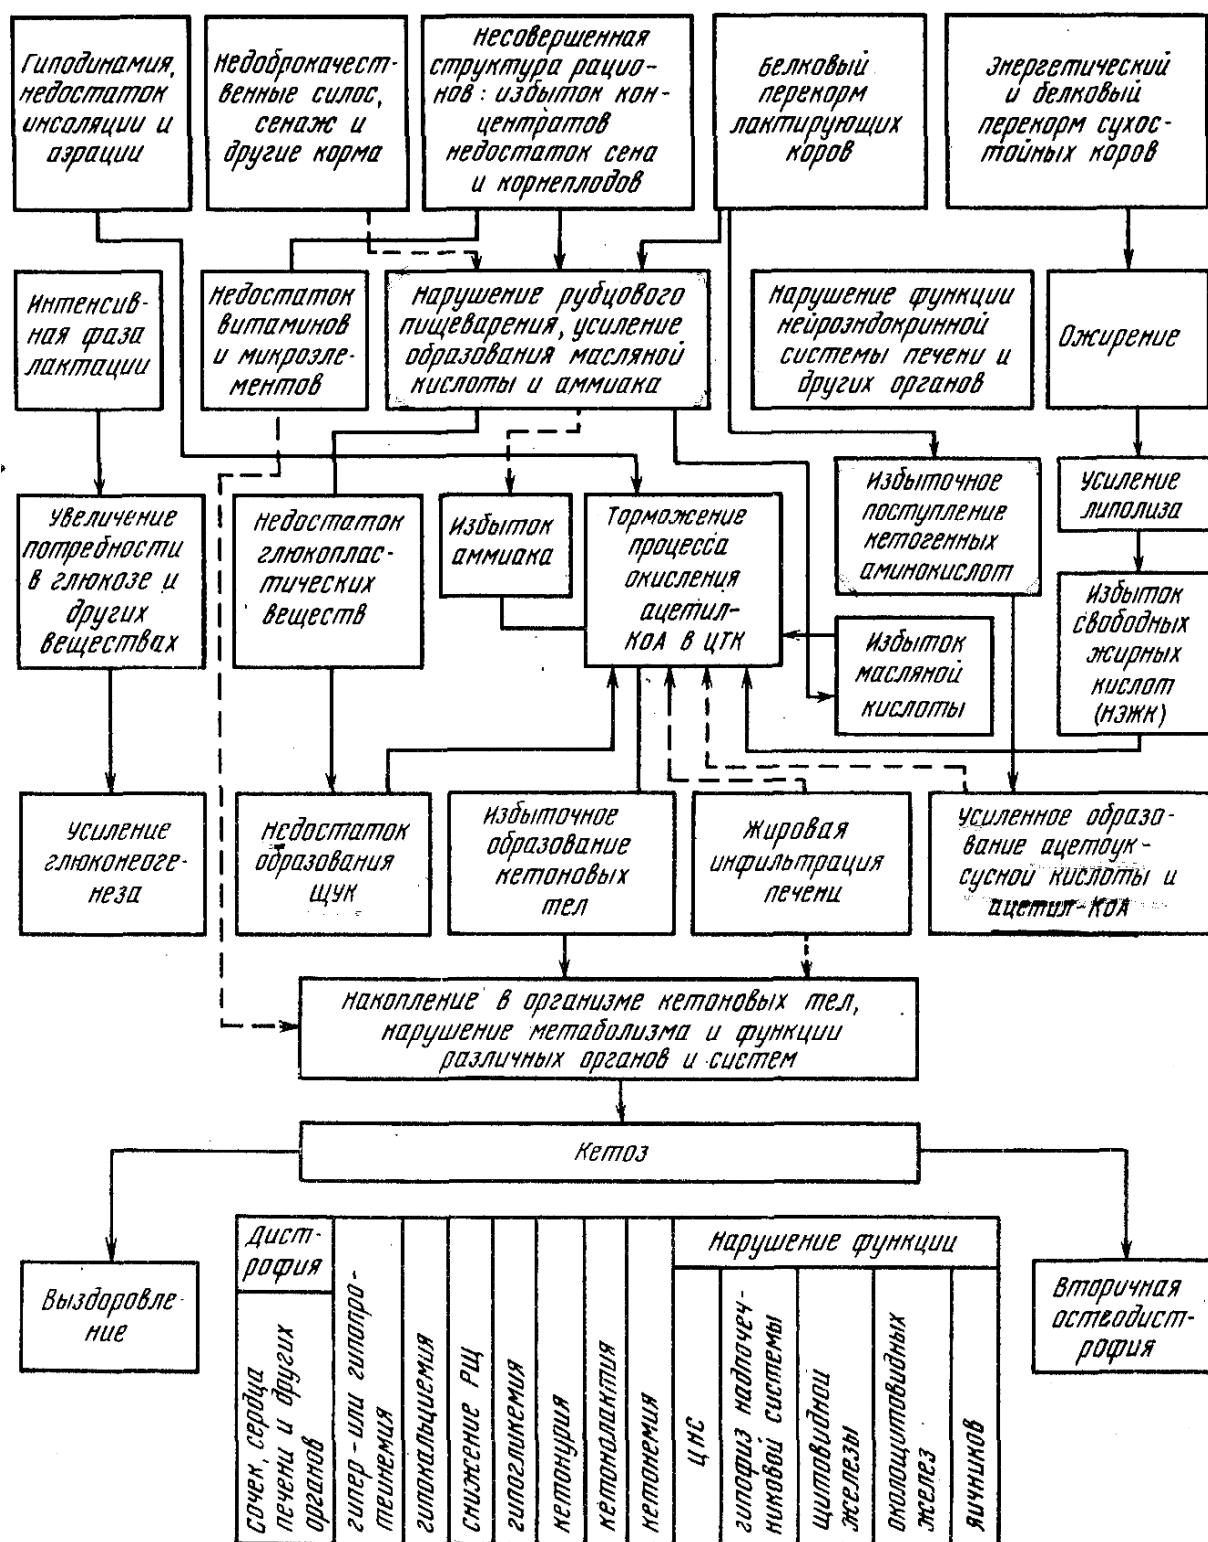 Гиподинамия,
недостаток
инсоляции и
аэрации
Недоброкачест-
венные силос,
сенаж и
другие корма
Несовершенная
структура рацио-
нов: избыток кон-
центратов
недостаток сена
и корнеплодов
Белковый
перекорм
лактирующих
коров
Энергетический
и белковый
перекорм сухос-
тойных коров
Интенсив-
ная фаза
лактации
Недостаток
витаминов
и микроэле-
ментов
Нарушение рубцового
пищеварения, усиление
образования масляной
кислоты и аммиака
Нарушение функции
нейроэндокринной
системы печени и
других органов
Ожирение
Увеличение
потребности
в глюкозе и
других
веществах
Недостаток
глюкоплас-
тических
веществ
Избыток
аммиака
Торможение
процесса
окисления
ацетил-
КоА в ЦТК
Избыточное
поступление
кетогенных
аминокислот
Усиление
липолиза
Избыток
масляной
кислоты
Избыток
свободных
жирных
кислот
(НЭЖК)
Усиление
глюконеоге-
неза
Недостаток
образования
ЩУК
Избыточное
образование
кетоновых
тел
Жировая
инфильтрация
печени
Усиленное образо-
вание ацетоук-
сусной кислоты и
ацетил-КоА
Накопление в организме кетоновых тел,
нарушение метаболизма и функции
различных органов и систем
Кетоз
Выздоровле-
ние
Дист-
рофия
сочек, сердца
печени и других
органов
гипер-или гипопро-
теинемия
гипокальциемия
снижение РЩ
гипогликемия
кетонурия
кетонолактия
кетонемия
Нарушение функции
ЦНС
гипофиз надпочеч-
никовой системы
щитовидной
железы
околощитовидных
желез
яичников
Вторичная
остеодист-
рофия